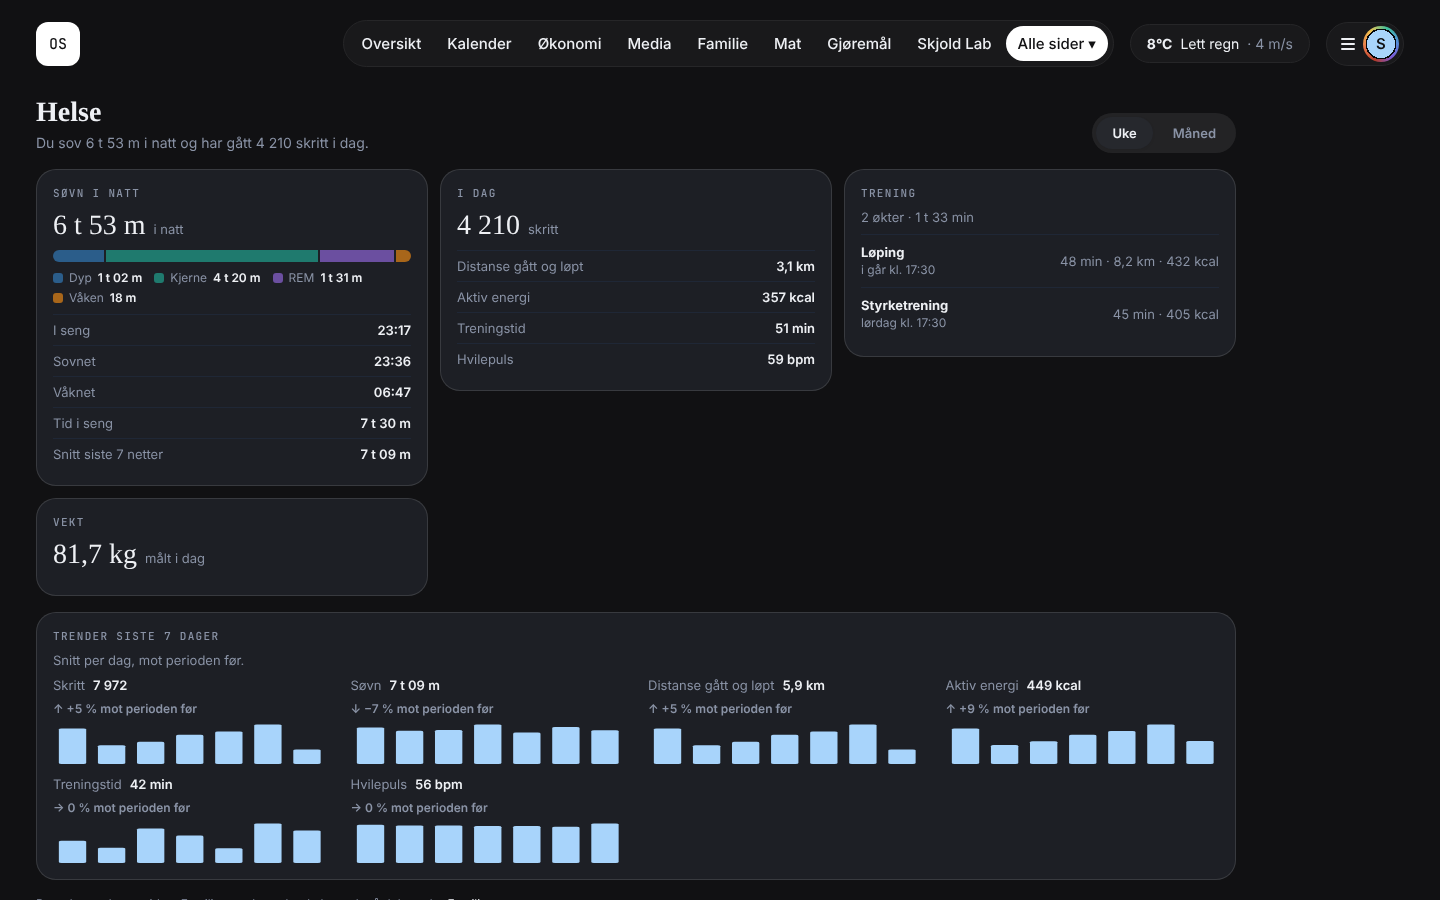 OS
Oversikt Kalender Økonomi Media Familie Mat Gjøremål Skjold Lab Alle sider ▾
8°C Lett regn · 4 m/s
S
Helse
Du sov 6 t 53 m i natt og har gått 4 210 skritt i dag.
Uke Måned
SØVN I NATT
6 t 53 m i natt
Dyp 1 t 02 m Kjerne 4 t 20 m REM 1 t 31 m
Våken 18 m
I seng 23:17
Sovnet 23:36
Våknet 06:47
Tid i seng 7 t 30 m
Snitt siste 7 netter 7 t 09 m
I DAG
4 210 skritt
Distanse gått og løpt 3,1 km
Aktiv energi 357 kcal
Treningstid 51 min
Hvilepuls 59 bpm
TRENING
2 økter · 1 t 33 min
Løping
i går kl. 17:30
48 min · 8,2 km · 432 kcal
Styrketrening
lørdag kl. 17:30
45 min · 405 kcal
VEKT
81,7 kg målt i dag
TRENDER SISTE 7 DAGER
Snitt per dag, mot perioden før.
Skritt 7 972
↑ +5 % mot perioden før
Søvn 7 t 09 m
↓ −7 % mot perioden før
Distanse gått og løpt 5,9 km
↑ +5 % mot perioden før
Aktiv energi 449 kcal
↑ +9 % mot perioden før
Treningstid 42 min
→ 0 % mot perioden før
Hvilepuls 56 bpm
→ 0 % mot perioden før